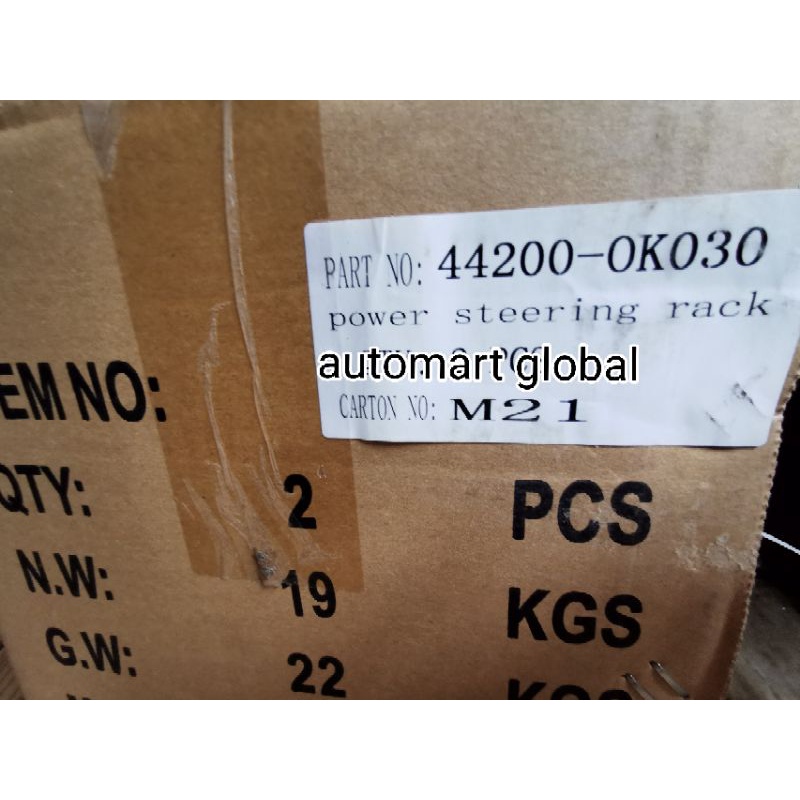 PART NO: 44200-0K030
power steering rack
automart global
CARTON NO: M21
EM NO:
QTY: 2 PCS
N.W: 19 KGS
G.W: 22 KGS